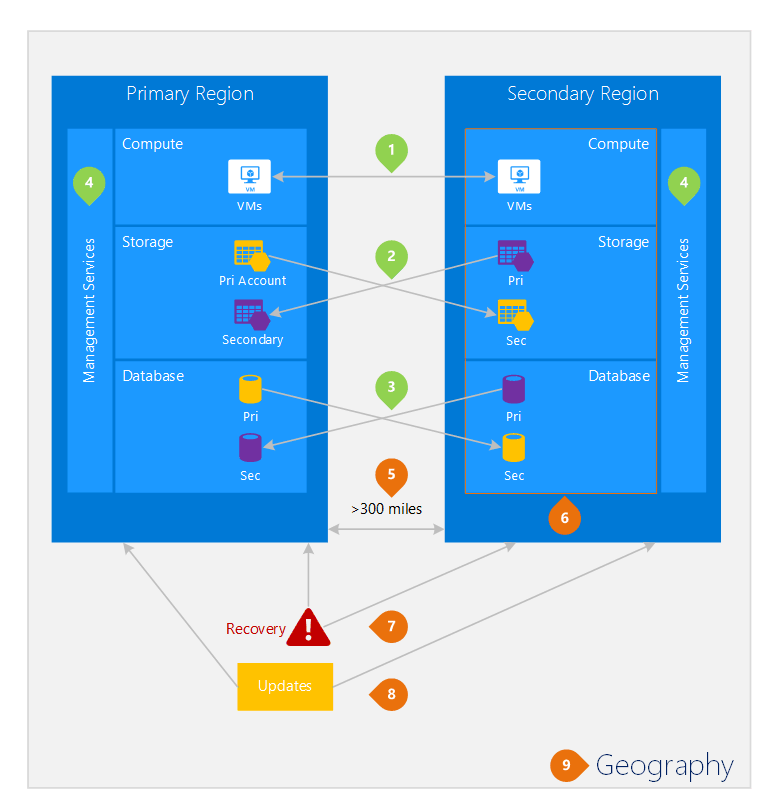 Primary Region
Secondary Region
Compute
1
Compute
4
VM
VMs
VM
VMs
4
Management Services
Storage
2
Storage
Management Services
Pri Account
Pri
Secondary
Sec
Database
3
Database
Pri
Pri
Sec
Sec
5
>300 miles
6
Recovery
!
7
Updates
8
9
Geography